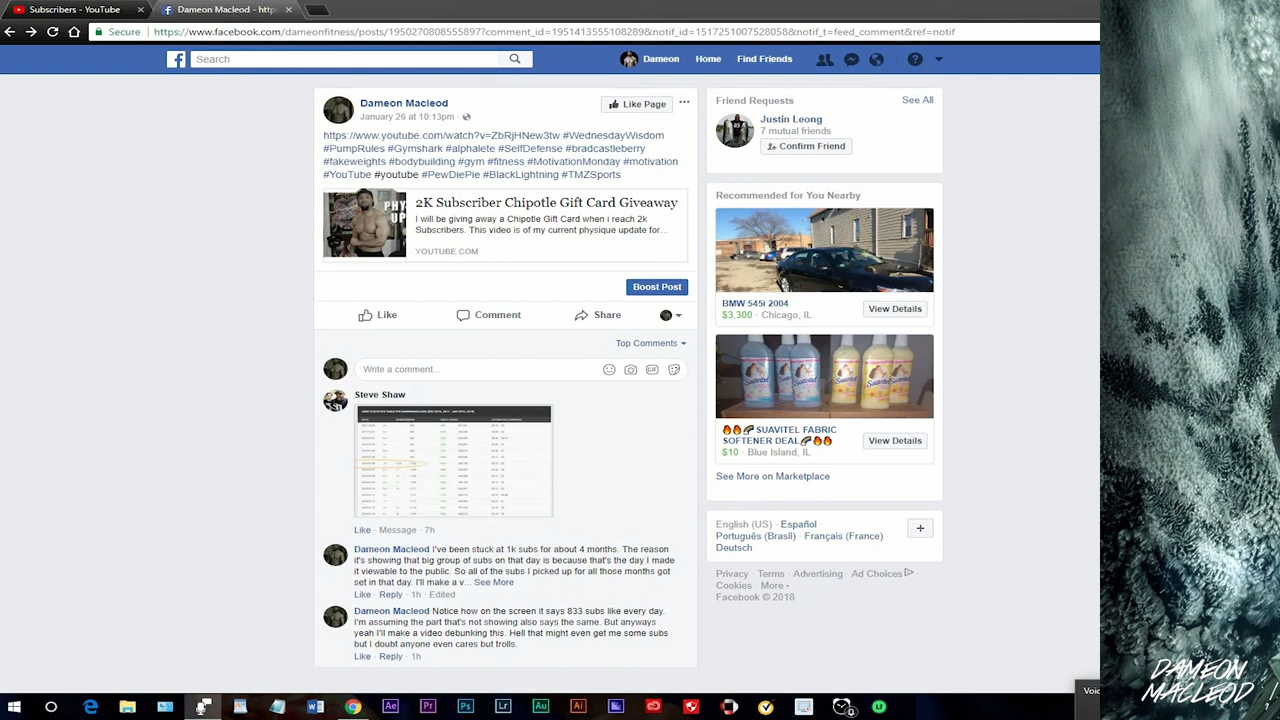 Subscribers - YouTube
Dameon Macleod - https
Secure
https://www.facebook.com/dameonfitness/posts/1950270808555897?comment_id=1951413555108289&notif_id=1517251007528058&notif_t=feed_comment&ref=notif
Search
Dameon
Home
Find Friends
Dameon Macleod
January 26 at 10:13pm ·
Like Page
https://www.youtube.com/watch?v=ZbRjHNew3tw #WednesdayWisdom
#PumpRules #Gymshark #alphalete #SelfDefense #bradcastleberry
#fakeweights #bodybuilding #gym #fitness #MotivationMonday #motivation
#YouTube #youtube #PewDiePie #BlackLightning #TMZSports
2K Subscriber Chipotle Gift Card Giveaway
I will be giving away a Chipotle Gift Card when i reach 2k
Subscribers. This video is of my current physique update for…
YOUTUBE.COM
Boost Post
Like
Comment
Share
Top Comments
Write a comment...
GIF
Steve Shaw
Like · Message · 7h
Dameon Macleod I've been stuck at 1k subs for about 4 months. The reason
it's showing that big group of subs on that day is because that's the day I made
it viewable to the public. So all of the subs I picked up for all those months got
set in that day. I'll make a v... See More
Like · Reply · 1h · Edited
Dameon Macleod Notice how on the screen it says 833 subs like every day.
I'm assuming the part that's not showing also says the same. But anyways
yeah I'll make a video debunking this. Hell that might even get me some subs
but I doubt anyone even cares but trolls.
Like · Reply · 1h
Friend Requests
See All
Justin Leong
7 mutual friends
Confirm Friend
Recommended for You Nearby
BMW 545i 2004
$3,300 · Chicago, IL
View Details
Suavitel
Suavitel
🔥🔥🌈 SUAVITEL FABRIC
SOFTENER DEAL🌈🔥🔥
$10 · Blue Island, IL
View Details
See More on Marketplace
English (US) · Español ·
Português (Brasil) · Français (France) ·
Deutsch
Privacy · Terms · Advertising · Ad Choices ·
Cookies · More
Facebook © 2018
Ae
Pr
Ps
Lr
Au
Ai
Voic
DAMEON
MACLEOD